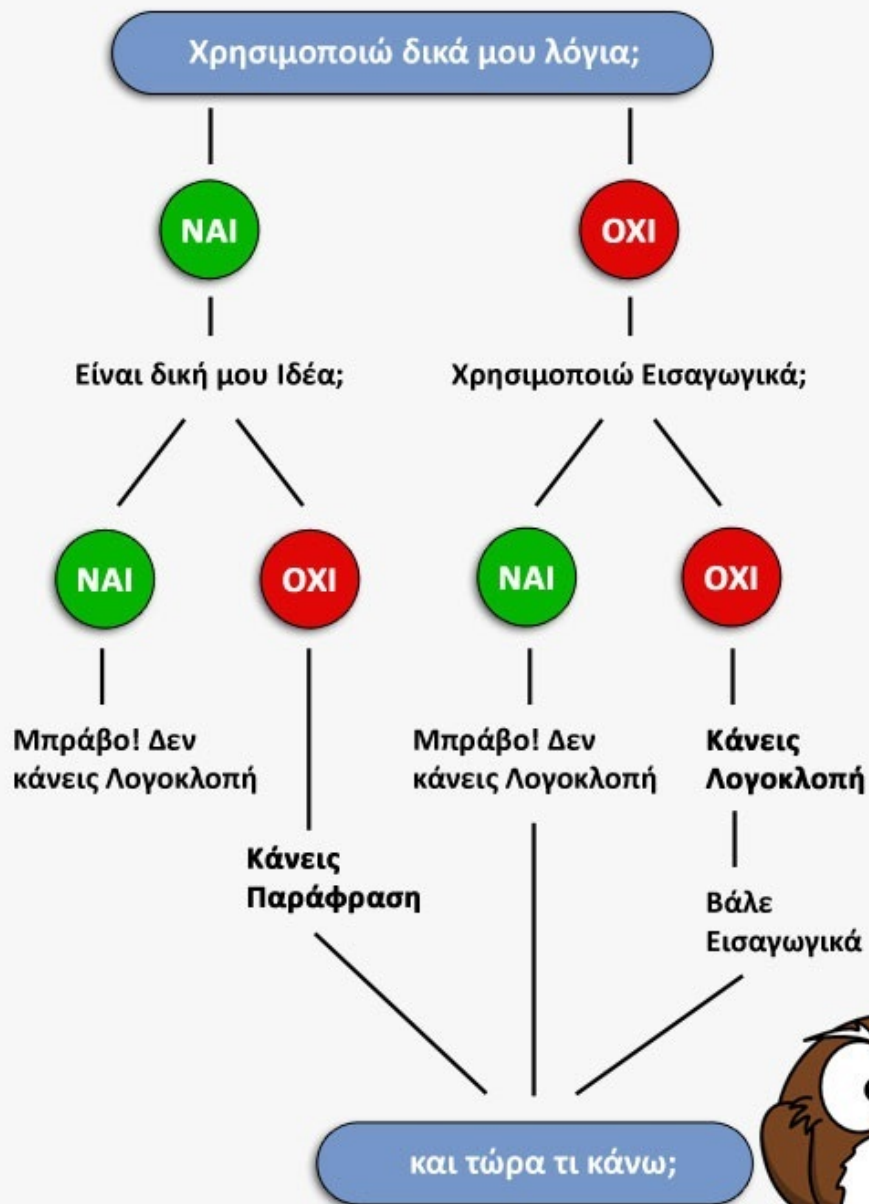 Χρησιμοποιώ δικά μου λόγια;
ΝΑΙ
ΟΧΙ
Είναι δική μου Ιδέα;
Χρησιμοποιώ Εισαγωγικά;
ΝΑΙ
ΟΧΙ
ΝΑΙ
ΟΧΙ
Μπράβο! Δεν
κάνεις Λογοκλοπή
Μπράβο! Δεν
κάνεις Λογοκλοπή
Κάνεις
Λογοκλοπή
Κάνεις
Παράφραση
Βάλε
Εισαγωγικά
και τώρα τι κάνω;